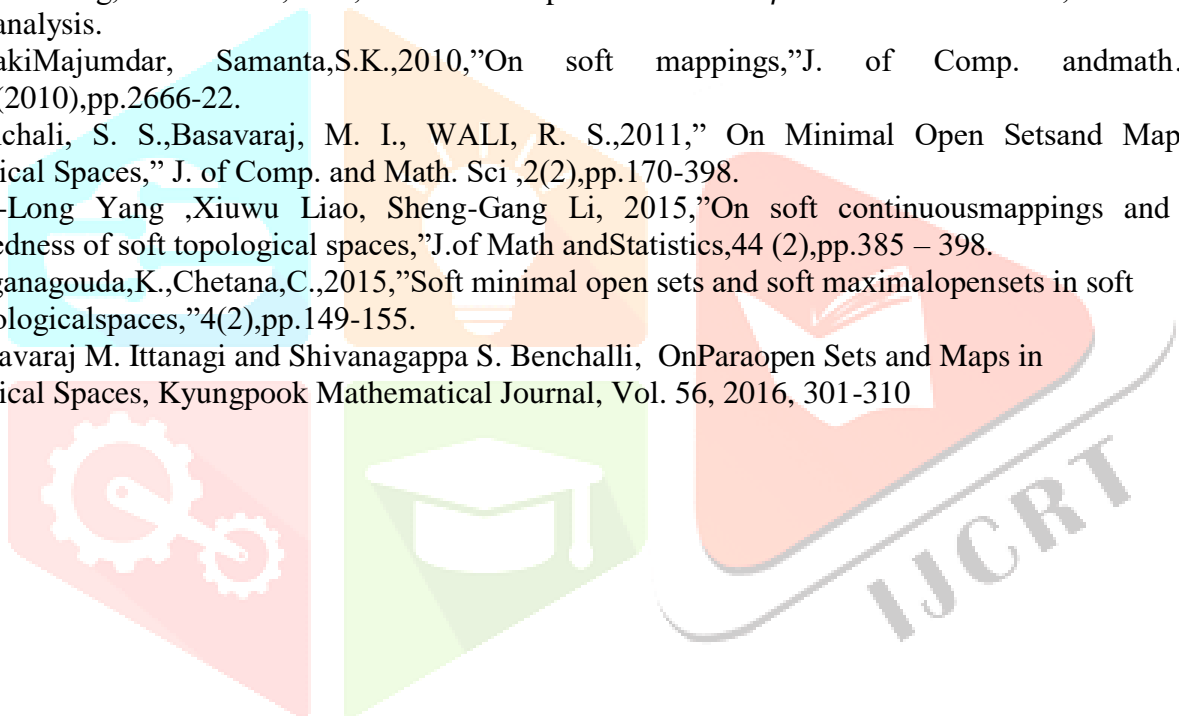 analysis.
akiMajumdar, Samanta,S.K.,2010,”On soft mappings,”J. of Comp. andmath.
(2010),pp.2666-22.
chali, S. S.,Basavaraj, M. I., WALI, R. S.,2011,” On Minimal Open Setsand Map
ical Spaces,” J. of Comp. and Math. Sci ,2(2),pp.170-398.
-Long Yang ,Xiuwu Liao, Sheng-Gang Li, 2015,”On soft continuousmappings and
edness of soft topological spaces,”J.of Math andStatistics,44 (2),pp.385 – 398.
ganagouda,K.,Chetana,C.,2015,”Soft minimal open sets and soft maximalopensets in soft
ologicalspaces,”4(2),pp.149-155.
avaraj M. Ittanagi and Shivanagappa S. Benchalli, OnParaopen Sets and Maps in
ical Spaces, Kyungpook Mathematical Journal, Vol. 56, 2016, 301-310
IJCRT